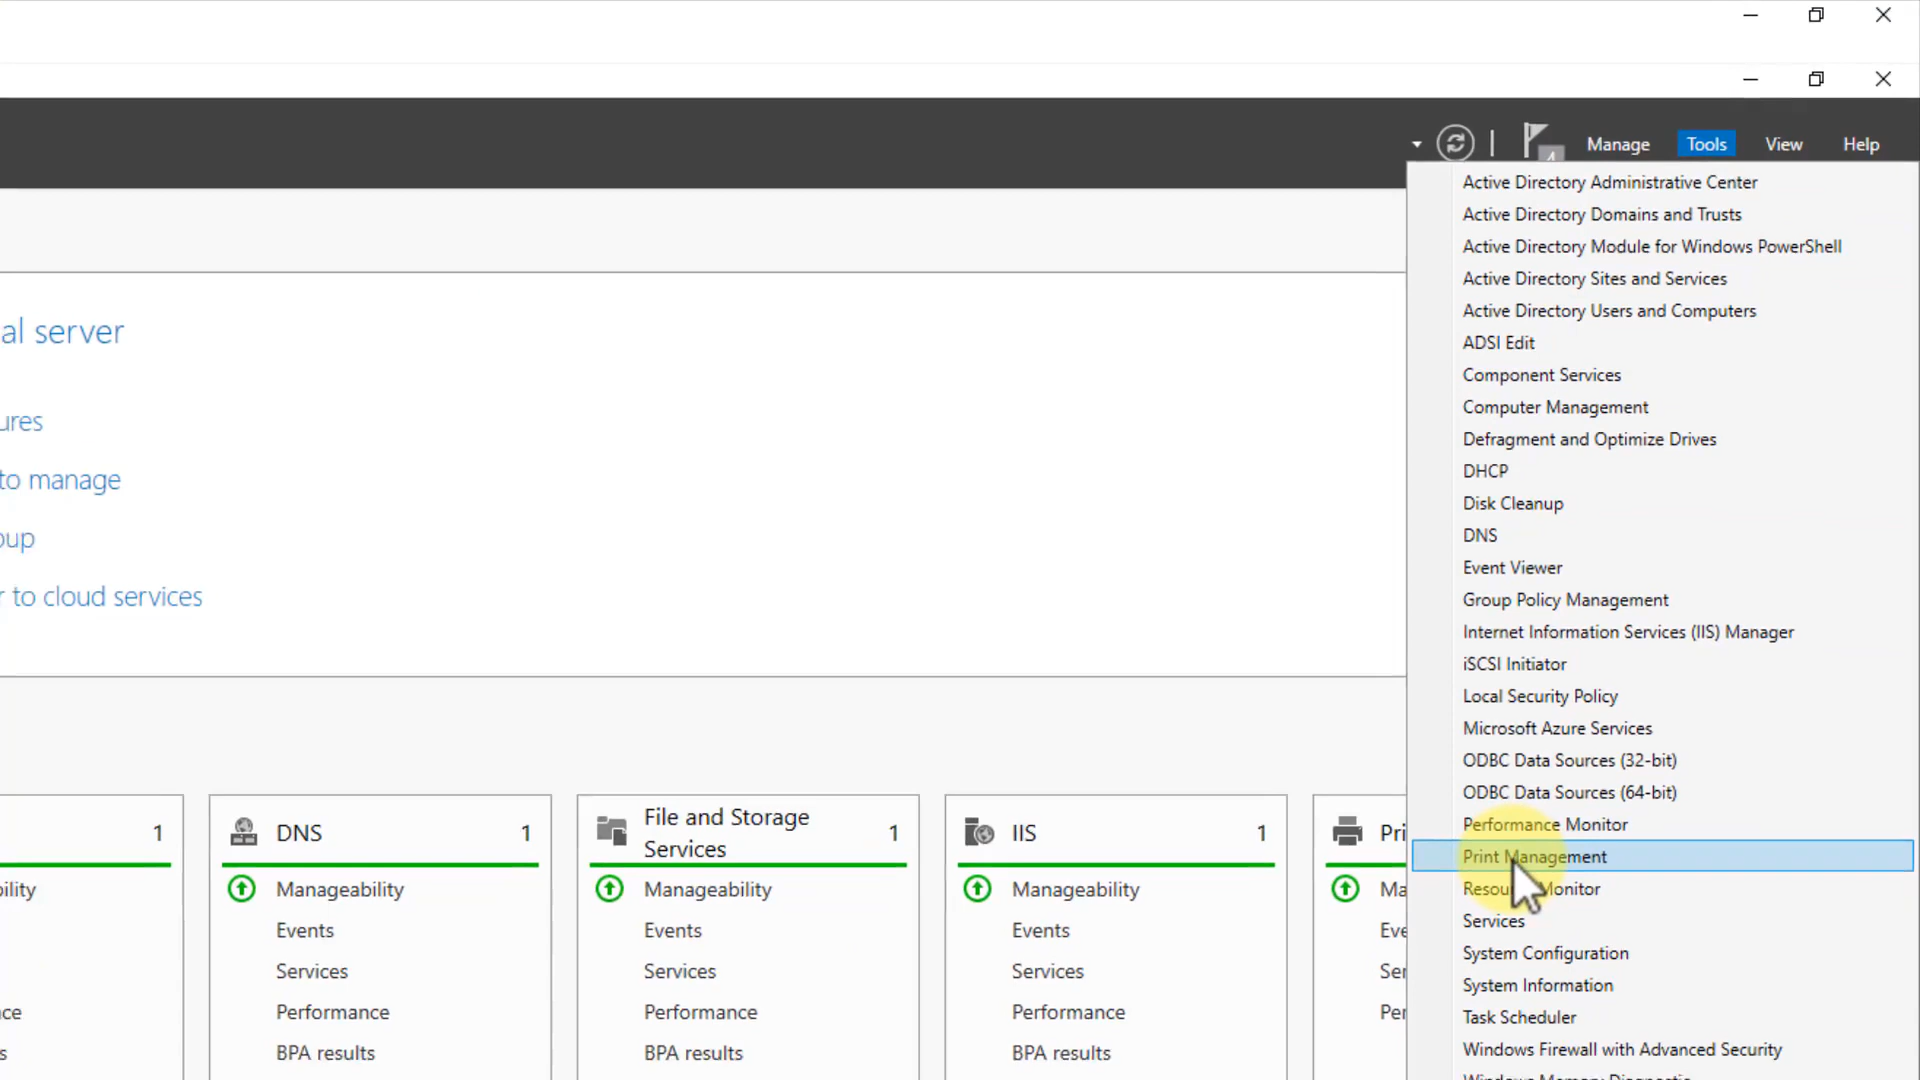 Manage
Tools
View
Help
Active Directory Administrative Center
Active Directory Domains and Trusts
Active Directory Module for Windows PowerShell
Active Directory Sites and Services
Active Directory Users and Computers
ADSI Edit
Component Services
Computer Management
Defragment and Optimize Drives
DHCP
Disk Cleanup
DNS
Event Viewer
Group Policy Management
Internet Information Services (IIS) Manager
iSCSI Initiator
Local Security Policy
Microsoft Azure Services
ODBC Data Sources (32-bit)
ODBC Data Sources (64-bit)
Performance Monitor
Print Management
Monitor
Services
System Configuration
System Information
Task Scheduler
Windows Firewall with Advanced Security
al server
ures
to manage
oup
r to cloud services
1
ility
ce
s
DNS 1
Manageability
Events
Services
Performance
BPA results
File and Storage
Services
1
Manageability
Events
Services
Performance
BPA results
IIS 1
Manageability
Events
Services
Performance
BPA results
Pri
Ma
Eve
Ser
Per